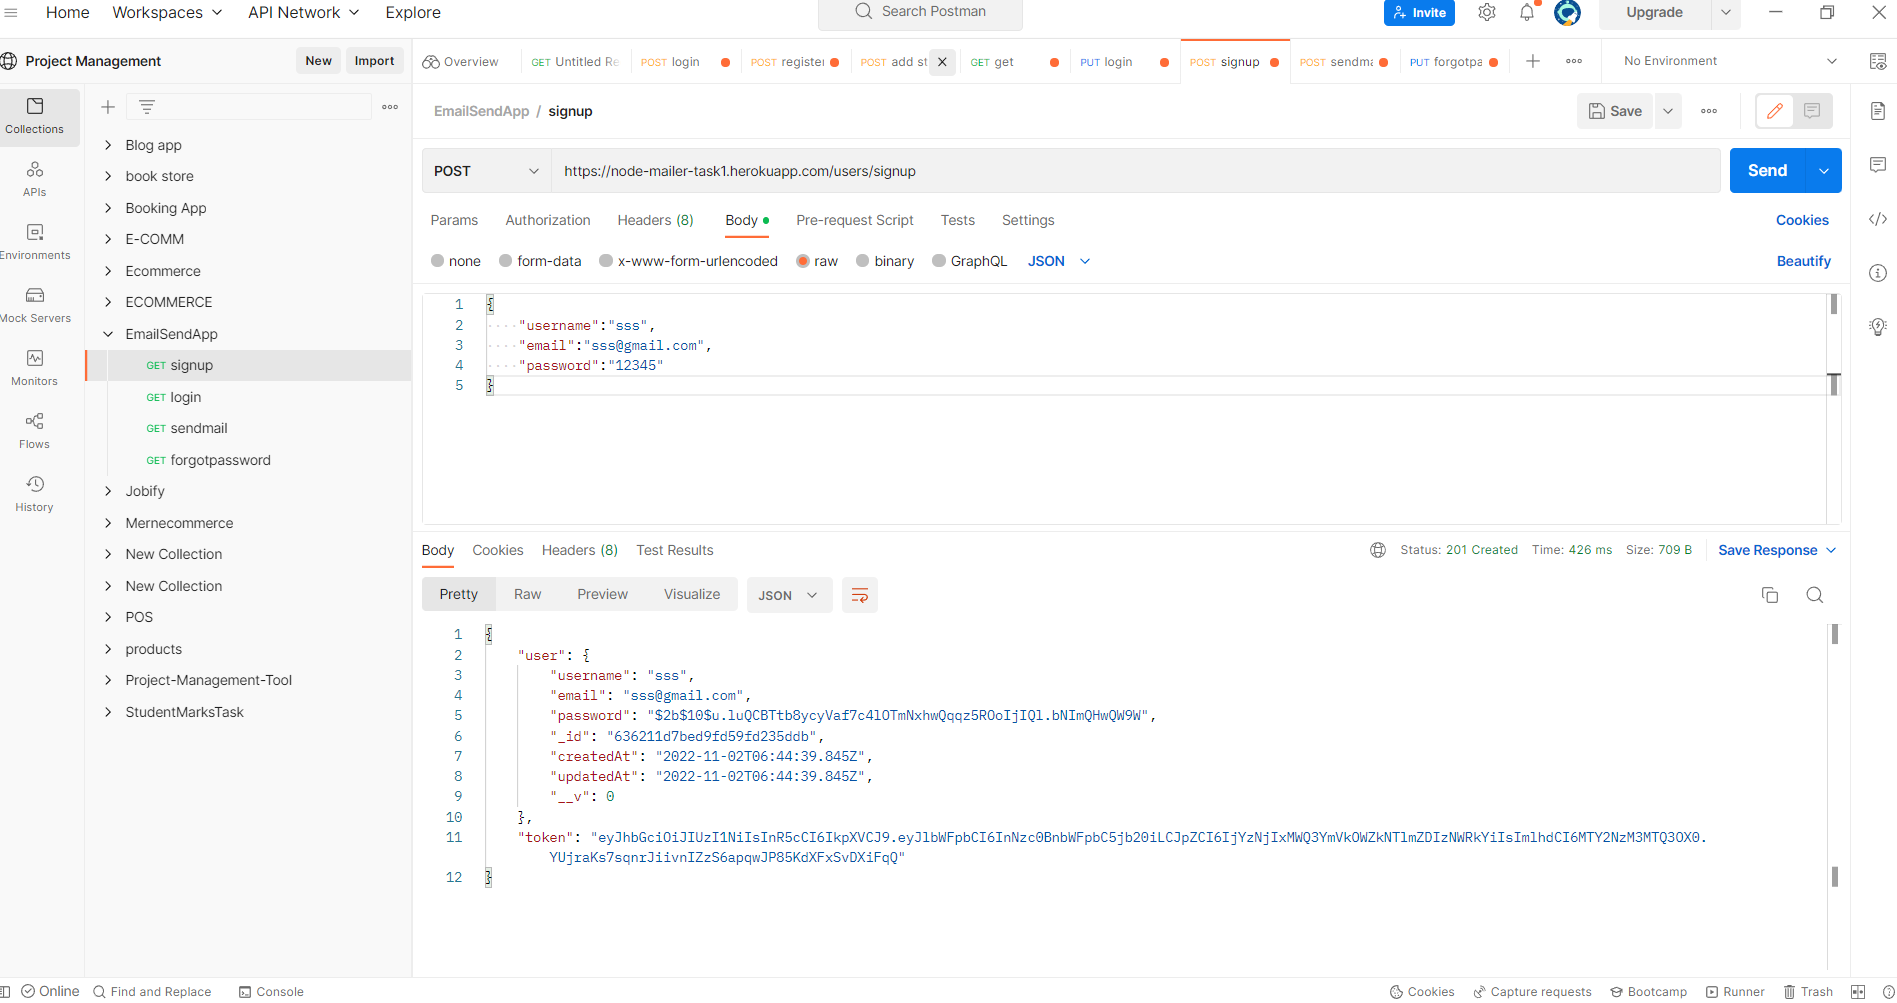 Home Workspaces API Network Explore Search Postman Invite Upgrade
Project Management New Import
Overview GET Untitled Re POST login POST register POST add st GET get PUT login POST signup POST sendma PUT forgotpa No Environment
Collections
APIs
Environments
Mock Servers
Monitors
Flows
History
Blog app
book store
Booking App
E-COMM
Ecommerce
ECOMMERCE
EmailSendApp
GET signup
GET login
GET sendmail
GET forgotpassword
Jobify
Mernecommerce
New Collection
New Collection
POS
products
Project-Management-Tool
StudentMarksTask
EmailSendApp / signup Save
POST https://node-mailer-task1.herokuapp.com/users/signup Send
Params Authorization Headers (8) Body Pre-request Script Tests Settings Cookies
none form-data x-www-form-urlencoded raw binary GraphQL JSON Beautify
1 {
2 "username":"sss",
3 "email":"sss@gmail.com",
4 "password":"12345"
5 }
Body Cookies Headers (8) Test Results Status: 201 Created Time: 426 ms Size: 709 B Save Response
Pretty Raw Preview Visualize JSON
1 {
2 "user": {
3 "username": "sss",
4 "email": "sss@gmail.com",
5 "password": "$2b$10$u.luQCBTtb8ycyVaf7c4lOTmNxhwQqqz5ROoIjIQl.bNImQHwQW9W",
6 "_id": "636211d7bed9fd59fd235ddb",
7 "createdAt": "2022-11-02T06:44:39.845Z",
8 "updatedAt": "2022-11-02T06:44:39.845Z",
9 "__v": 0
10 },
11 "token": "eyJhbGciOiJIUzI1NiIsInR5cCI6IkpXVCJ9.eyJlbWFpbCI6InNzc0BnbWFpbC5jb20iLCJpZCI6IjYzNjIxMWQ3YmVkOWZkNTlmZDIzNWRkYiIsImlhdCI6MTY2NzM3MTQ3OX0.
YUjraKs7sqnrJiivnIZzS6apqwJP85KdXFxSvDXiFqQ"
12 }
Online Find and Replace Console Cookies Capture requests Bootcamp Runner Trash